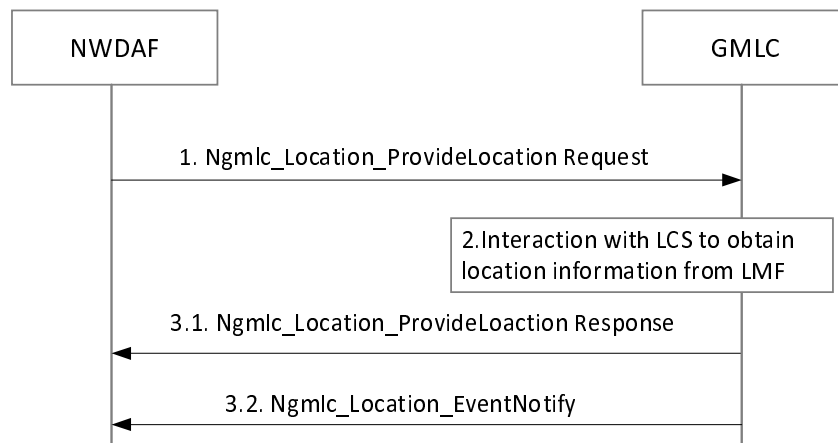 NWDAF
GMLC
1. Ngmlc_Location_ProvideLocation Request
2.Interaction with LCS to obtain
location information from LMF
3.1. Ngmlc_Location_ProvideLoaction Response
3.2. Ngmlc_Location_EventNotify